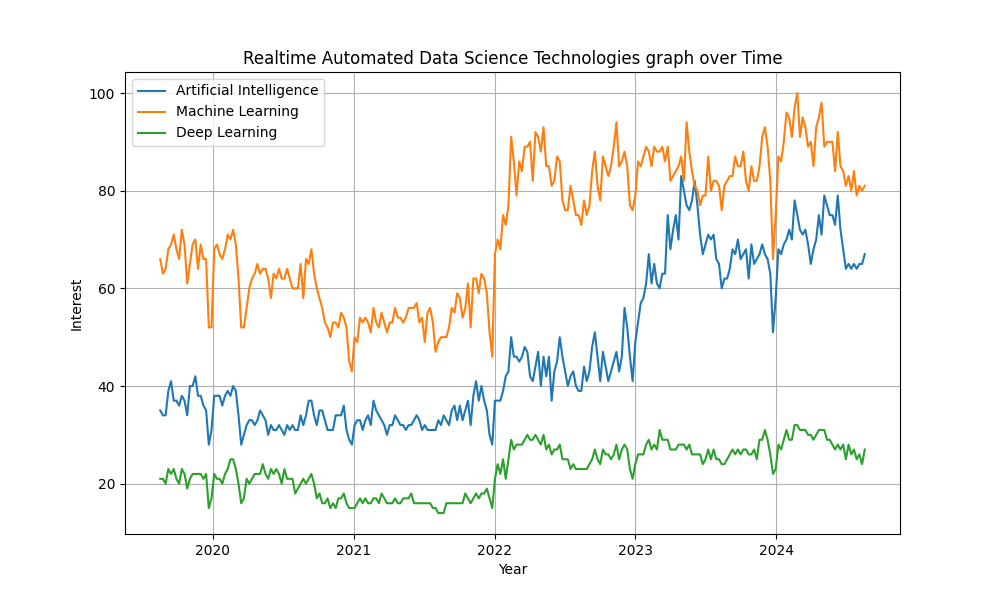 Realtime Automated Data Science Technologies graph over Time
Artificial Intelligence
Machine Learning
Deep Learning
100
80
60
40
20
Interest
2020 2021 2022 2023 2024
Year